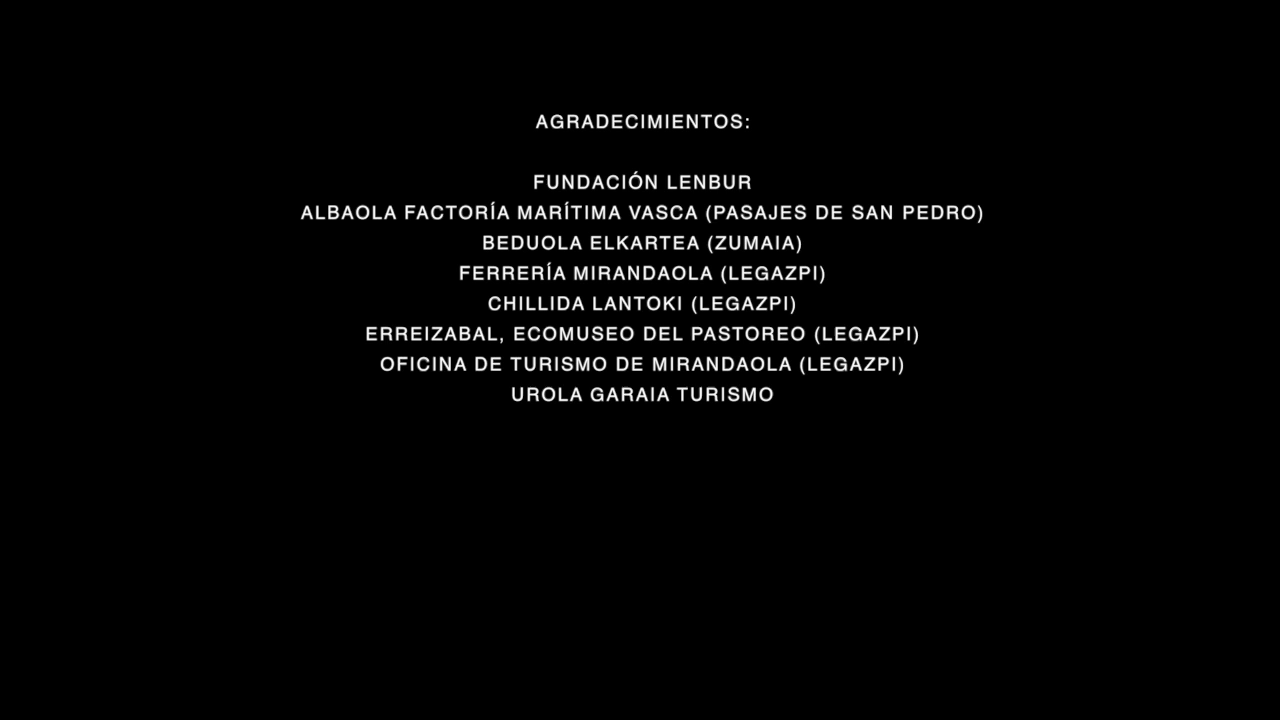 AGRADECIMIENTOS:
FUNDACIÓN LENBUR
ALBAOLA FACTORÍA MARÍTIMA VASCA (PASAJES DE SAN PEDRO)
BEDUOLA ELKARTEA (ZUMAIA)
FERRERÍA MIRANDAOLA (LEGAZPI)
CHILLIDA LANTOKI (LEGAZPI)
ERREIZABAL, ECOMUSEO DEL PASTOREO (LEGAZPI)
OFICINA DE TURISMO DE MIRANDAOLA (LEGAZPI)
UROLA GARAIA TURISMO